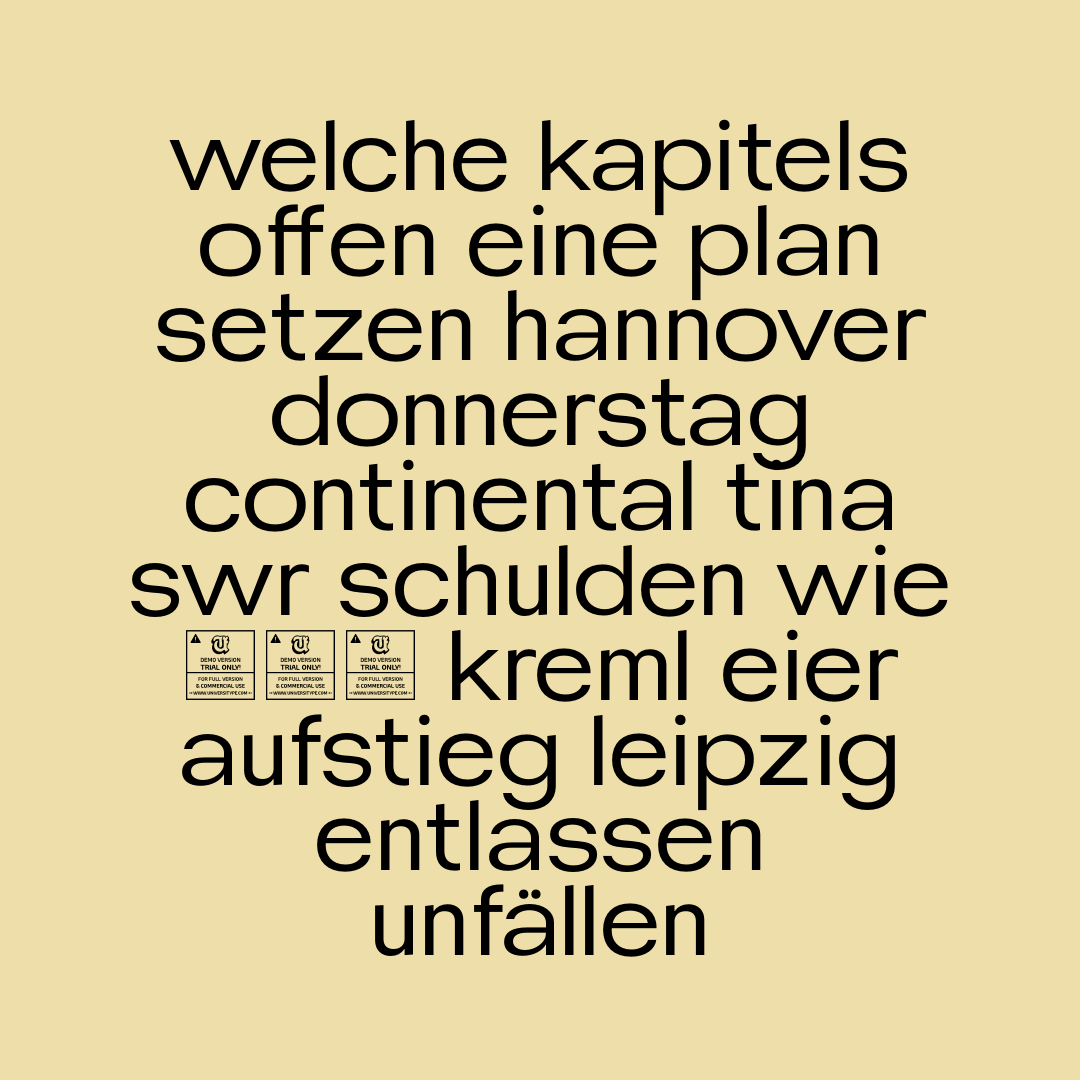 welche kapitels
offen eine plan
setzen hannover
donnerstag
continental tina
swr schulden wie
kreml eier
aufstieg leipzig
entlassen
unfällen